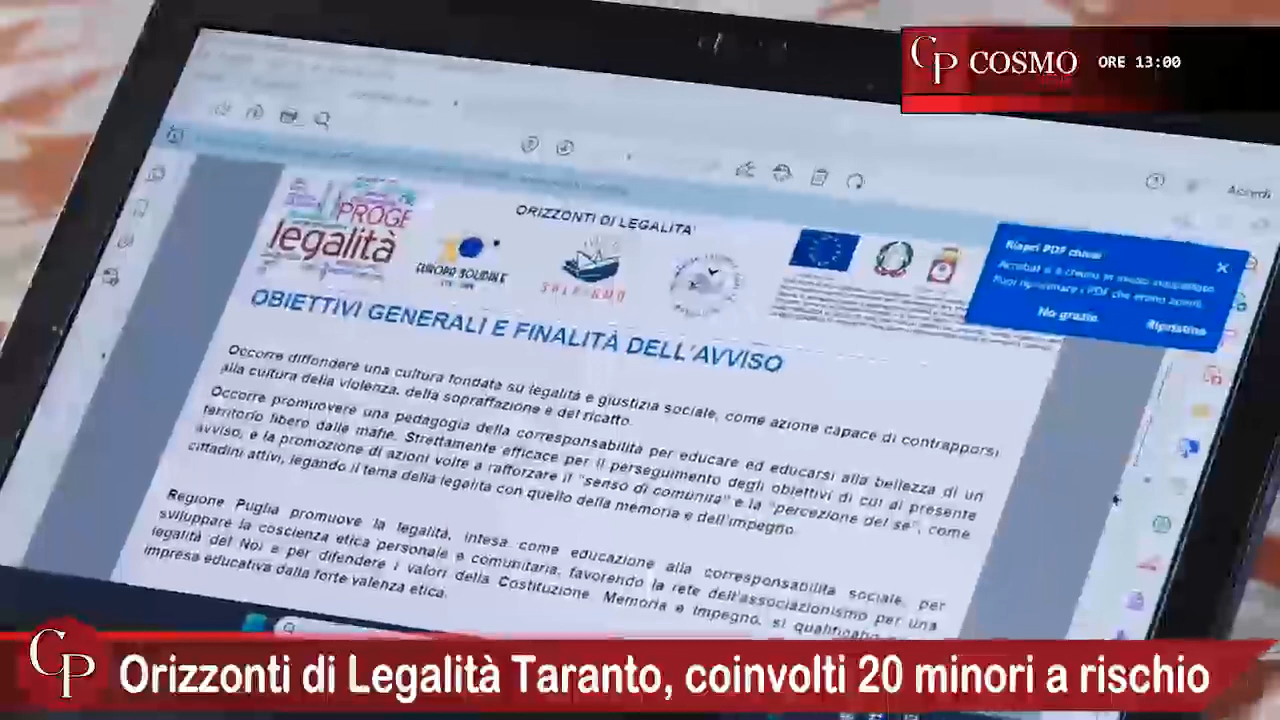 CP COSMO ORE 13:00
Accedi
ORIZZONTI DI LEGALITA'
PROGE
legalità
EUROPA SOLIDALE
Riapri PDF chiusi
No grazie
Ripristina
OBIETTIVI GENERALI E FINALITÀ DELL'AVVISO
Occorre diffondere una cultura fondata su legalità e giustizia sociale, come azione capace di contrapporsi
alla cultura della violenza, della sopraffazione e del ricatto.
Occorre promuovere una pedagogia della corresponsabilità per educare ed educarsi alla bellezza di un
territorio libero dalle mafie. Strettamente efficace per il perseguimento degli obiettivi di cui al presente
avviso, è la promozione di azioni volte a rafforzare il "senso di comunità" e la "percezione del sé", come
cittadini attivi, legando il tema della legalità con quello della memoria e dell'impegno.
Regione Puglia promuove la legalità, intesa come educazione alla corresponsabilità sociale, per
sviluppare la coscienza etica personale e comunitaria, favorendo la rete dell'associazionismo per una
legalità del Noi e per difendere i valori della Costituzione. Memoria e Impegno, si qualificano
impresa educativa dalla forte valenza etica.
CP Orizzonti di Legalità Taranto, coinvolti 20 minori a rischio